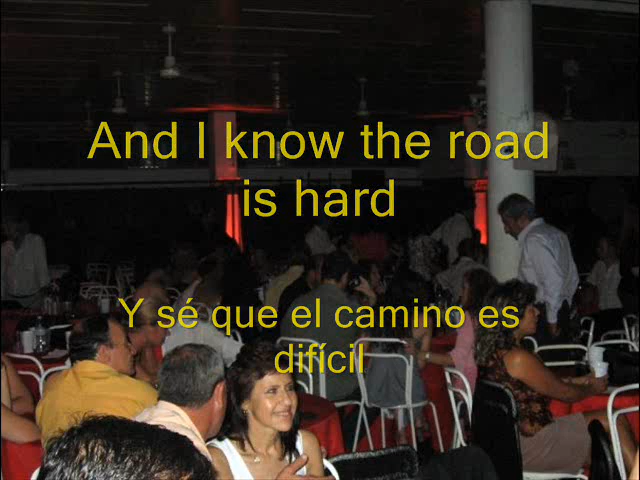 And I know the road
is hard
Y sé que el camino es
difícil